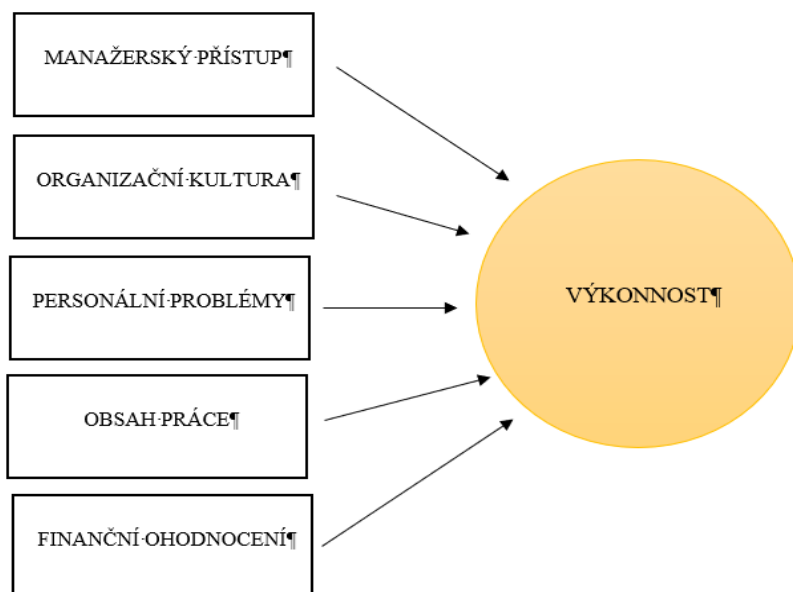 MANAŽERSKÝ·PŘÍSTUP¶
ORGANIZAČNÍ·KULTURA¶
PERSONÁLNÍ·PROBLÉMY¶
VÝKONNOST¶
OBSAH·PRÁCE¶
FINANČNÍ·OHODNOCENÍ¶